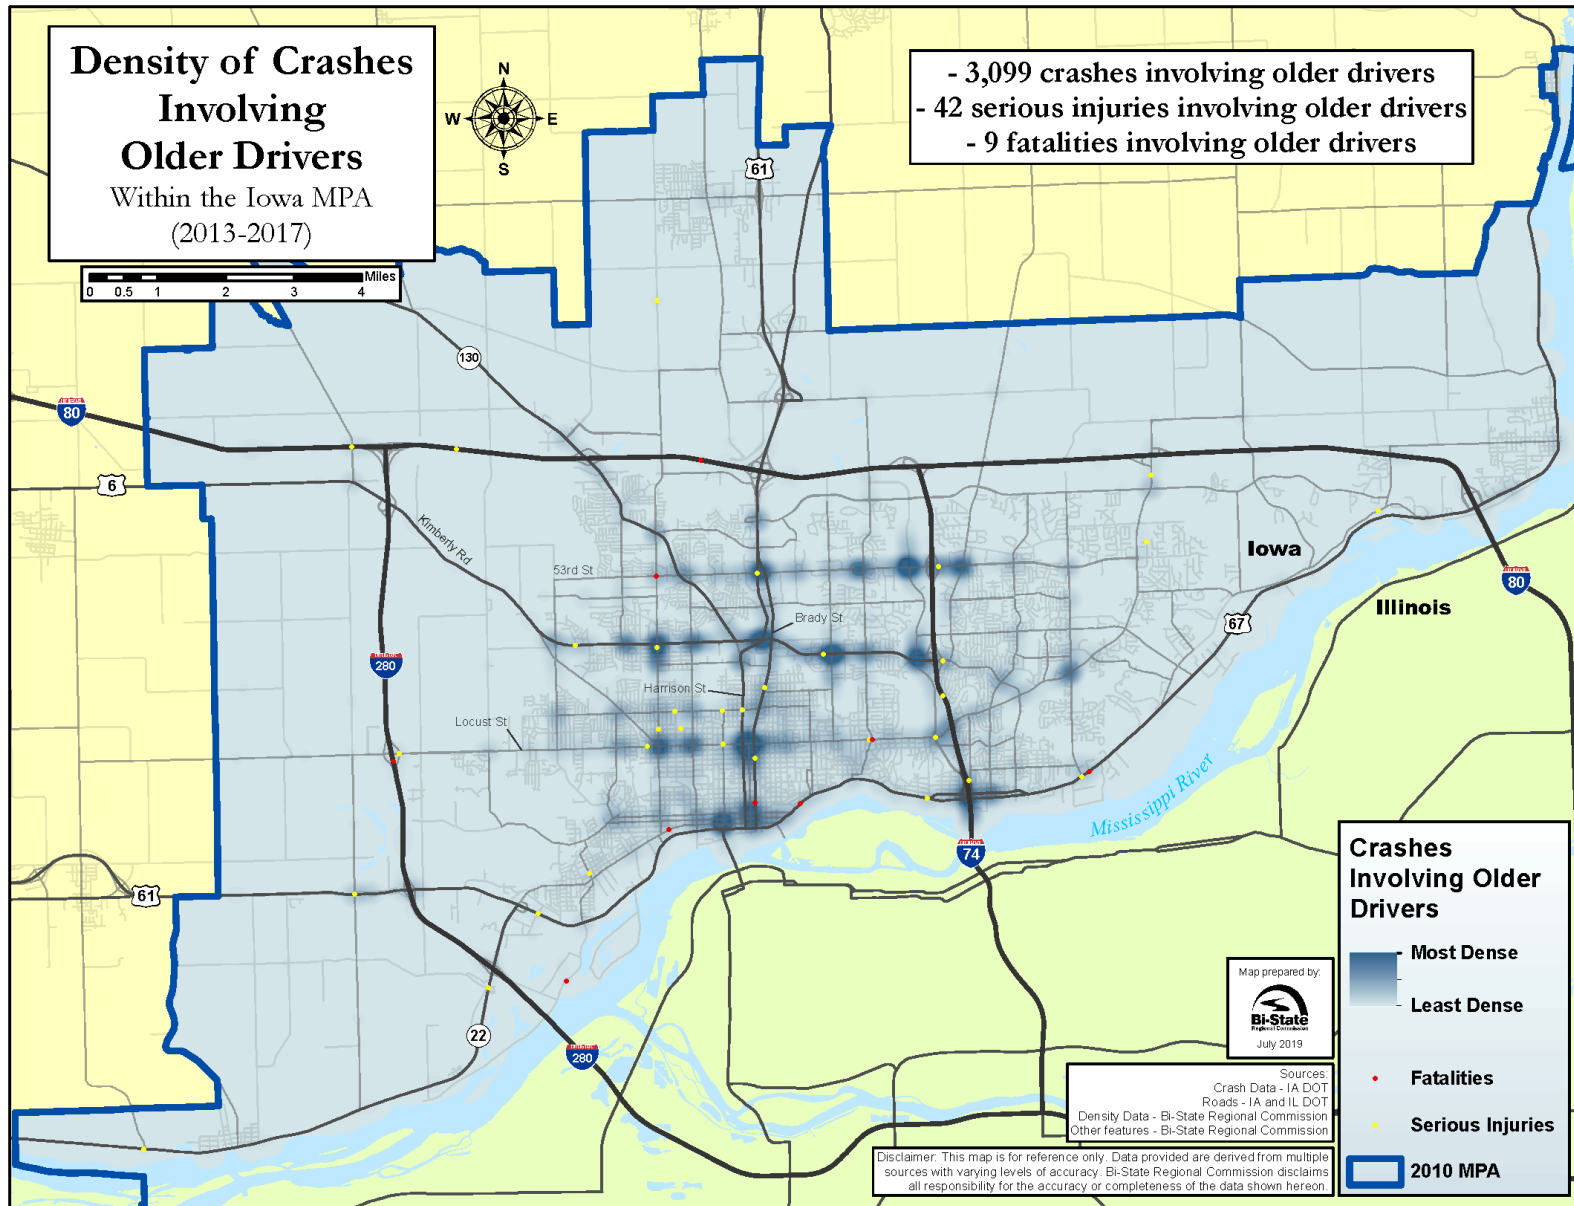 Density of Crashes
Involving
Older Drivers
Within the Iowa MPA
(2013-2017)
Miles
0 0.5 1 2 3 4
N
W E
S
- 3,099 crashes involving older drivers
- 42 serious injuries involving older drivers
- 9 fatalities involving older drivers
61
130
80
6
Kimberly Rd
53rd St
Iowa
80
Illinois
Brady St
67
280
Harrison St
Locust St
Mississippi River
74
61
22
280
Crashes
Involving Older
Drivers
Most Dense
Least Dense
Fatalities
Serious Injuries
2010 MPA
Map prepared by:
Bi-State
Regional Commission
July 2019
Sources:
Crash Data - IA DOT
Roads - IA and IL DOT
Density Data - Bi-State Regional Commission
Other features - Bi-State Regional Commission
Disclaimer: This map is for reference only. Data provided are derived from multiple
sources with varying levels of accuracy. Bi-State Regional Commission disclaims
all responsibility for the accuracy or completeness of the data shown hereon.